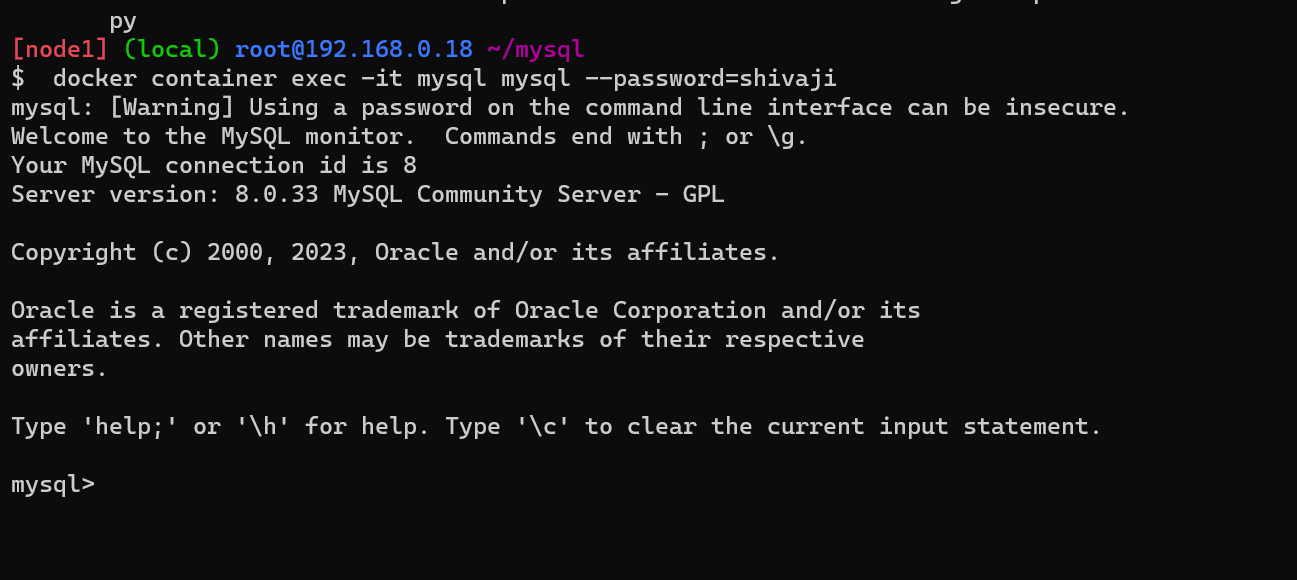 py
[node1] (local) root@192.168.0.18 ~/mysql
$  docker container exec -it mysql mysql --password=shivaji
mysql: [Warning] Using a password on the command line interface can be insecure.
Welcome to the MySQL monitor.  Commands end with ; or \g.
Your MySQL connection id is 8
Server version: 8.0.33 MySQL Community Server - GPL

Copyright (c) 2000, 2023, Oracle and/or its affiliates.

Oracle is a registered trademark of Oracle Corporation and/or its
affiliates. Other names may be trademarks of their respective
owners.

Type 'help;' or '\h' for help. Type '\c' to clear the current input statement.

mysql>